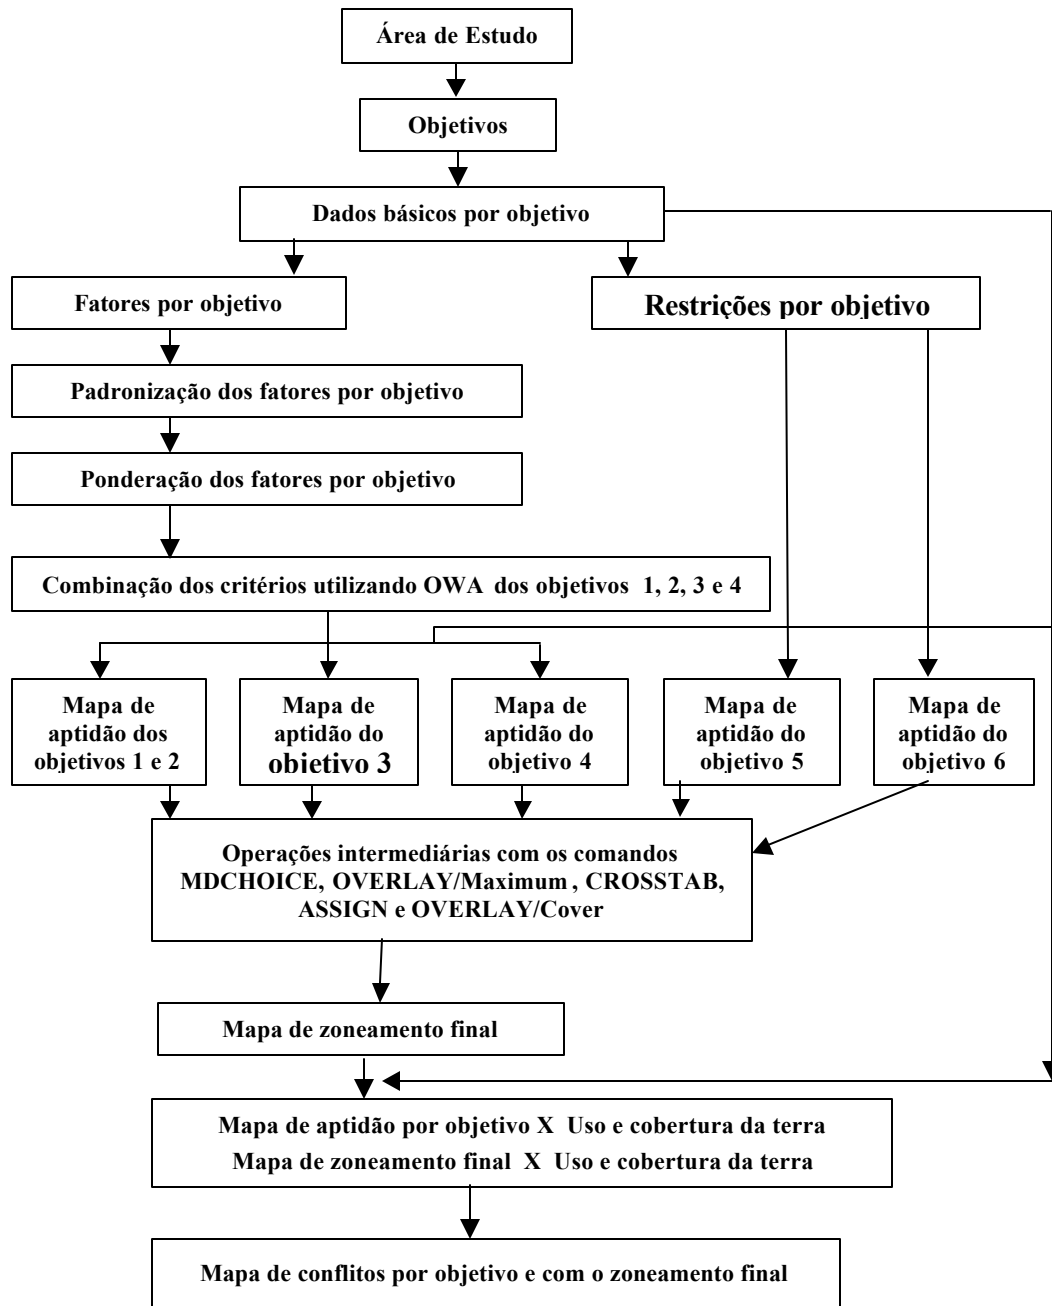 Área de Estudo
Objetivos
Dados básicos por objetivo
Fatores por objetivo
Restrições por objetivo
Padronização dos fatores por objetivo
Ponderação dos fatores por objetivo
Combinação dos critérios utilizando OWA dos objetivos 1, 2, 3 e 4
Mapa de
aptidão dos
objetivos 1 e 2
Mapa de
aptidão do
objetivo 3
Mapa de
aptidão do
objetivo 4
Mapa de
aptidão do
objetivo 5
Mapa de
aptidão do
objetivo 6
Operações intermediárias com os comandos
MDCHOICE, OVERLAY/Maximum , CROSSTAB,
ASSIGN e OVERLAY/Cover
Mapa de zoneamento final
Mapa de aptidão por objetivo X Uso e cobertura da terra
Mapa de zoneamento final X Uso e cobertura da terra
Mapa de conflitos por objetivo e com o zoneamento final